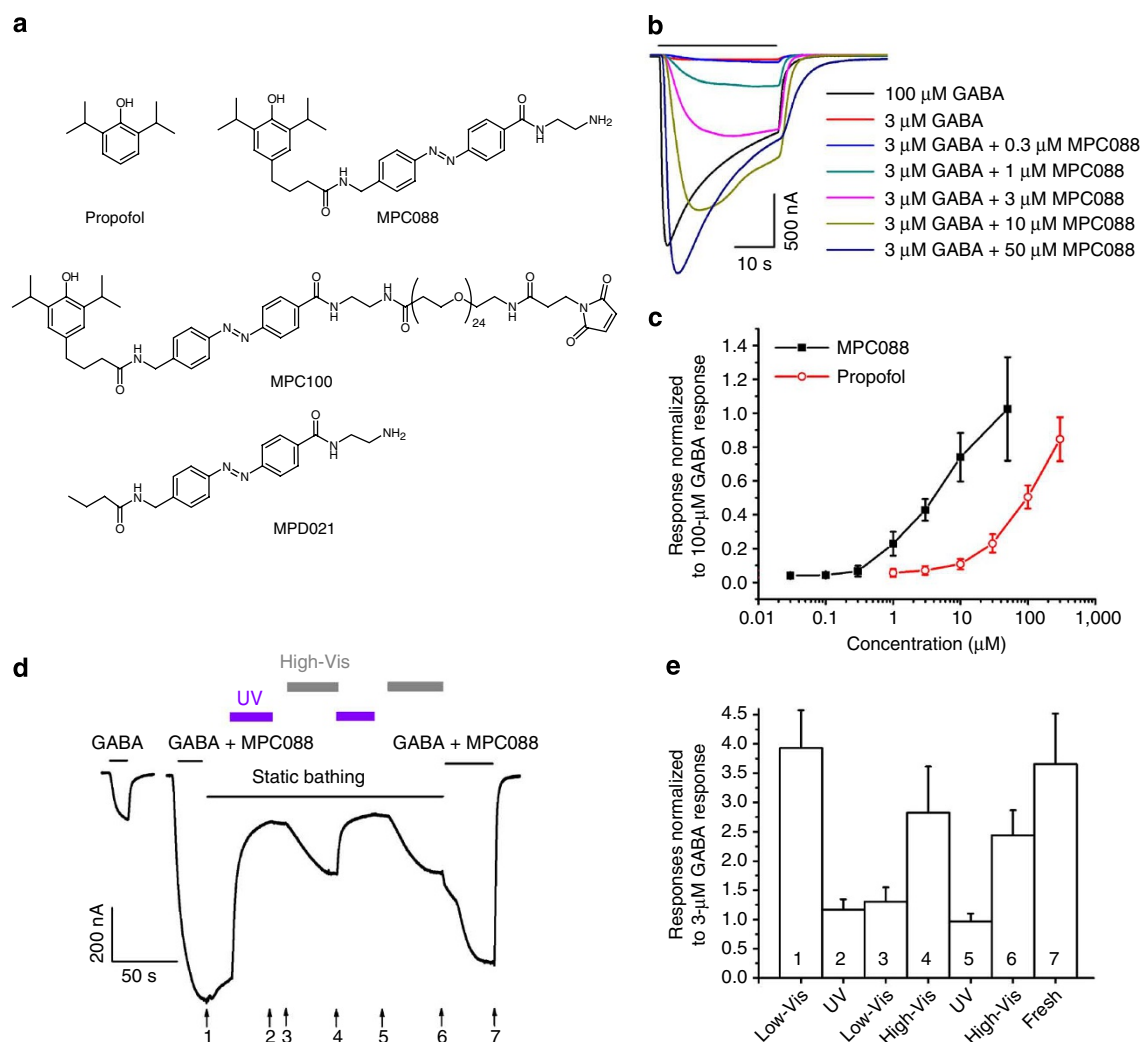 a
OH
Propofol
OH
O
N
H
N
N
O
N
H
NH2
MPC088
OH
O
N
H
N
N
O
N
H
H
N
O
O
24
N
H
O
N
O
O
MPC100
O
N
H
N
N
O
N
H
NH2
MPD021
b
100 μM GABA
3 μM GABA
3 μM GABA + 0.3 μM MPC088
3 μM GABA + 1 μM MPC088
3 μM GABA + 3 μM MPC088
3 μM GABA + 10 μM MPC088
3 μM GABA + 50 μM MPC088
500 nA
10 s
c
Response normalized
to 100-μM GABA response
1.4
1.2
1.0
0.8
0.6
0.4
0.2
0.0
MPC088
Propofol
0.01 0.1 1 10 100 1,000
Concentration (μM)
d
High-Vis
UV
GABA
GABA + MPC088
GABA + MPC088
Static bathing
200 nA
50 s
1 2 3 4 5 6 7
e
Responses normalized
to 3-μM GABA response
4.5
4.0
3.5
3.0
2.5
2.0
1.5
1.0
0.5
0.0
1 2 3 4 5 6 7
Low-Vis
UV
Low-Vis
High-Vis
UV
High-Vis
Fresh